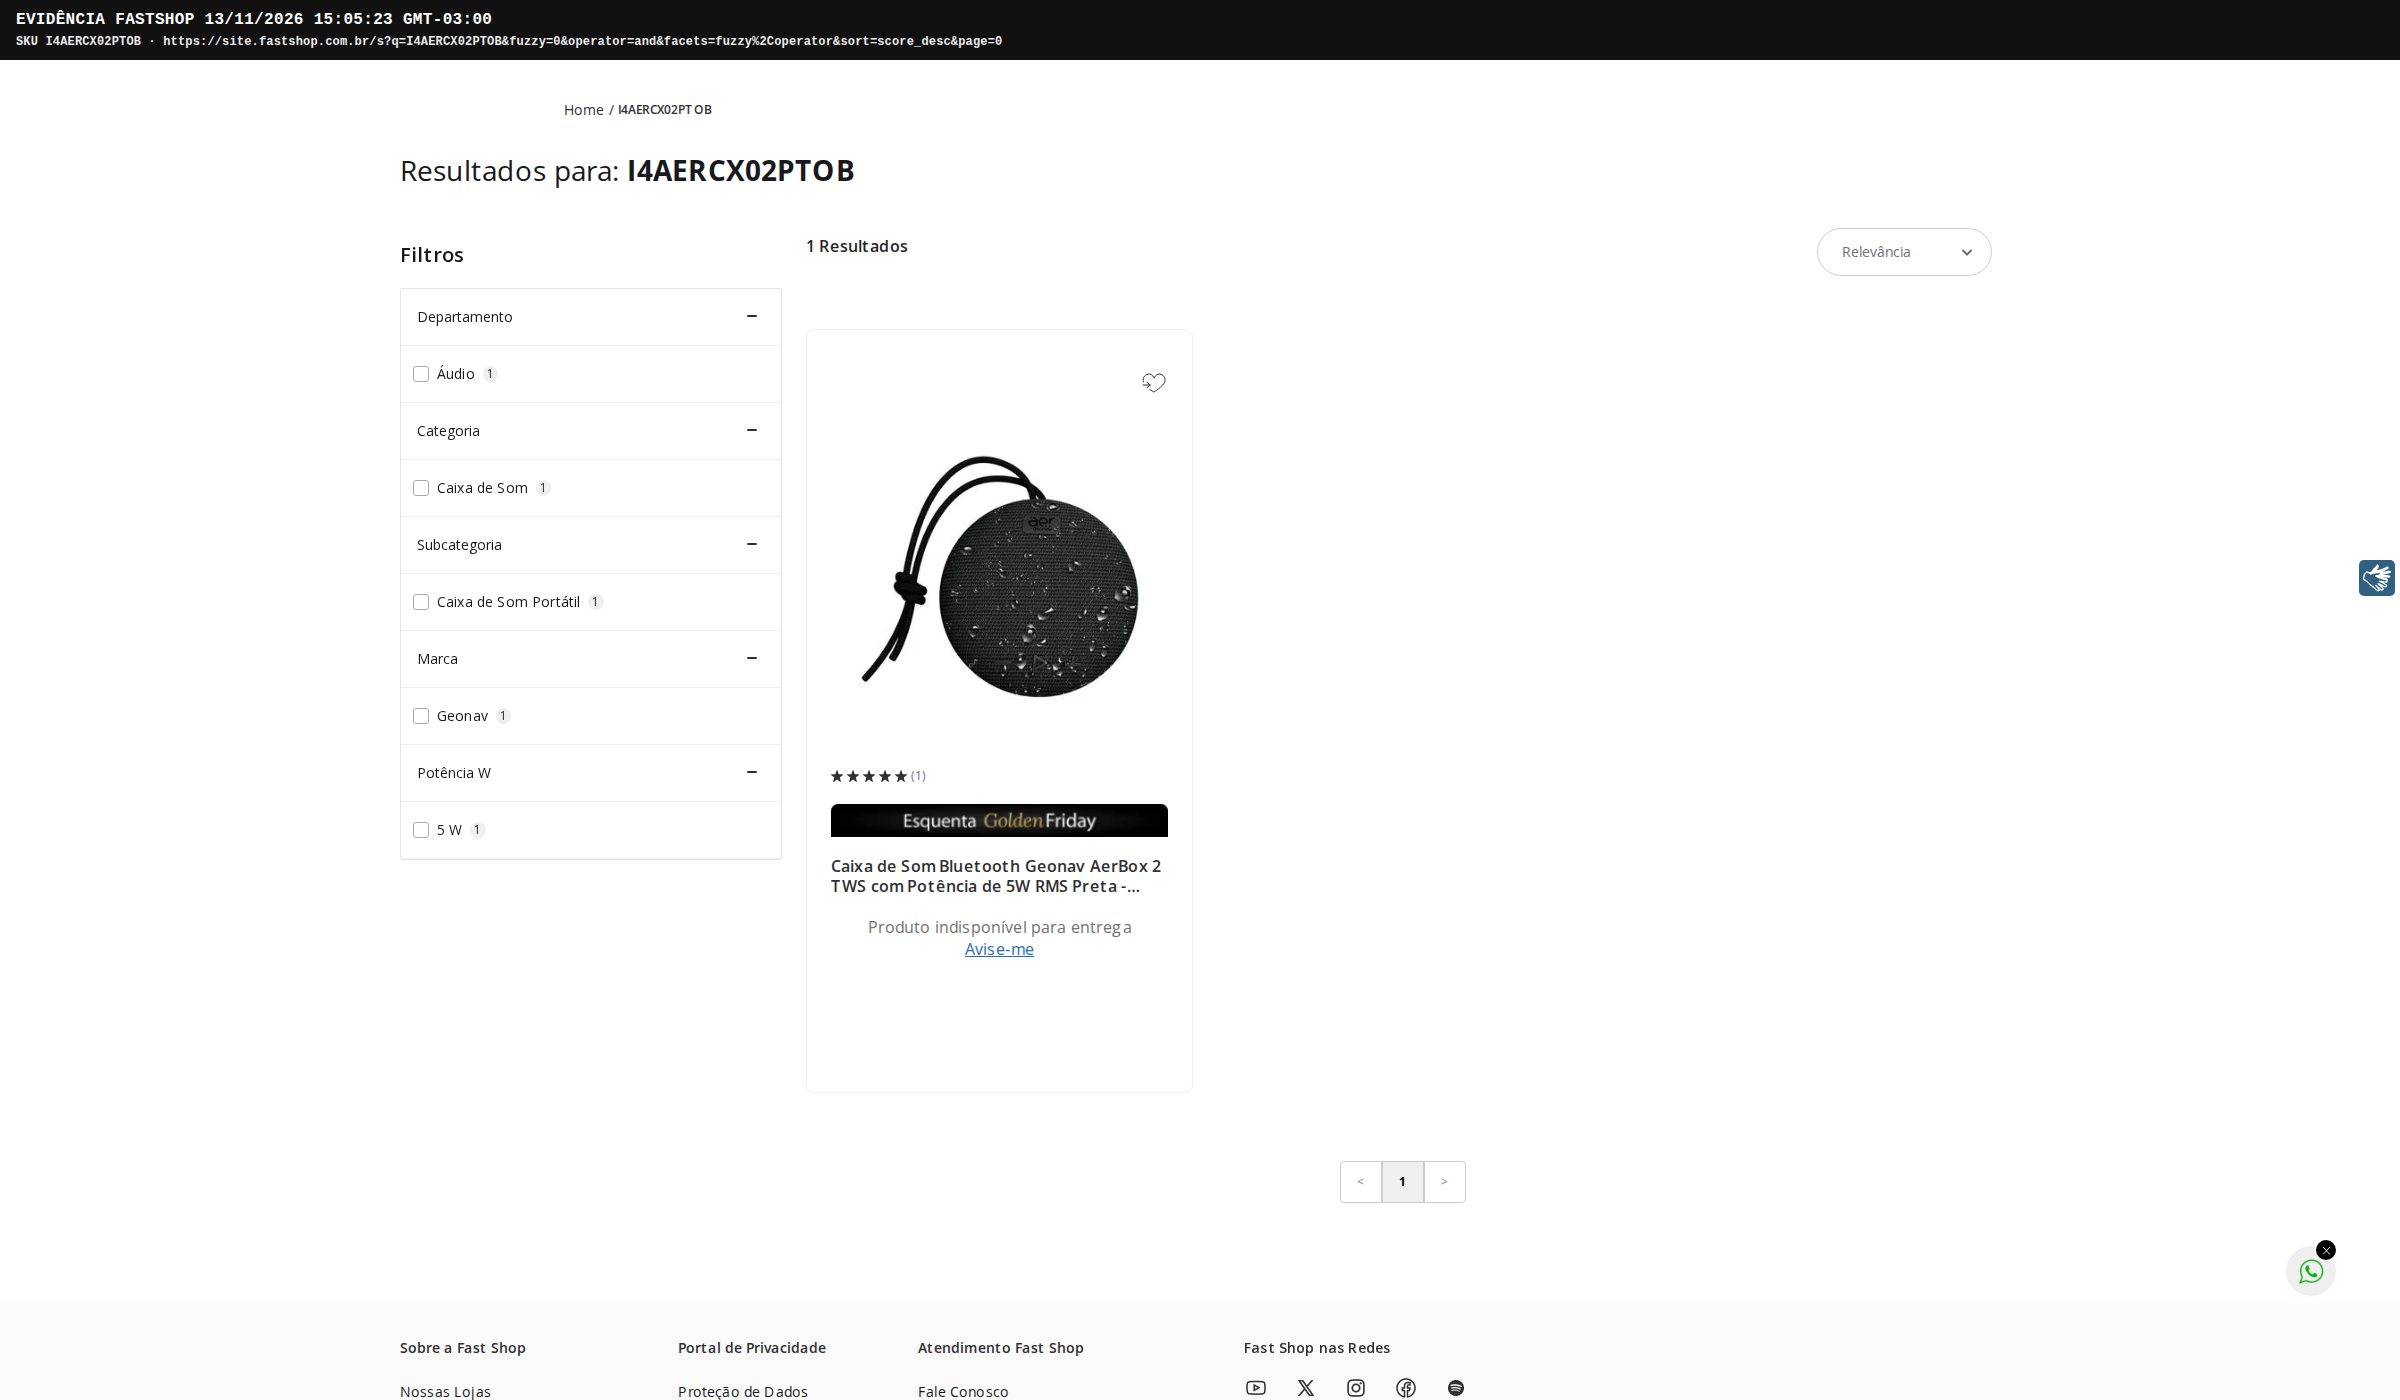 EVIDÊNCIA FASTSHOP 13/11/2026 15:05:23 GMT-03:00
SKU I4AERCX02PTOB · https://site.fastshop.com.br/s?q=I4AERCX02PTOB&fuzzy=0&operator=and&facets=fuzzy%2Coperator&sort=score_desc&page=0
Home / I4AERCX02PTOB
Resultados para: I4AERCX02PTOB
Filtros
1 Resultados
Relevância
Departamento
Áudio 1
Categoria
Caixa de Som 1
Subcategoria
Caixa de Som Portátil 1
Marca
Geonav 1
Potência W
5 W 1
aer
(1)
Esquenta Golden Friday
Caixa de Som Bluetooth Geonav AerBox 2
TWS com Potência de 5W RMS Preta -...
Produto indisponível para entrega
Avise-me
< 1 >
Sobre a Fast Shop
Portal de Privacidade
Atendimento Fast Shop
Fast Shop nas Redes
Nossas Lojas
Proteção de Dados
Fale Conosco